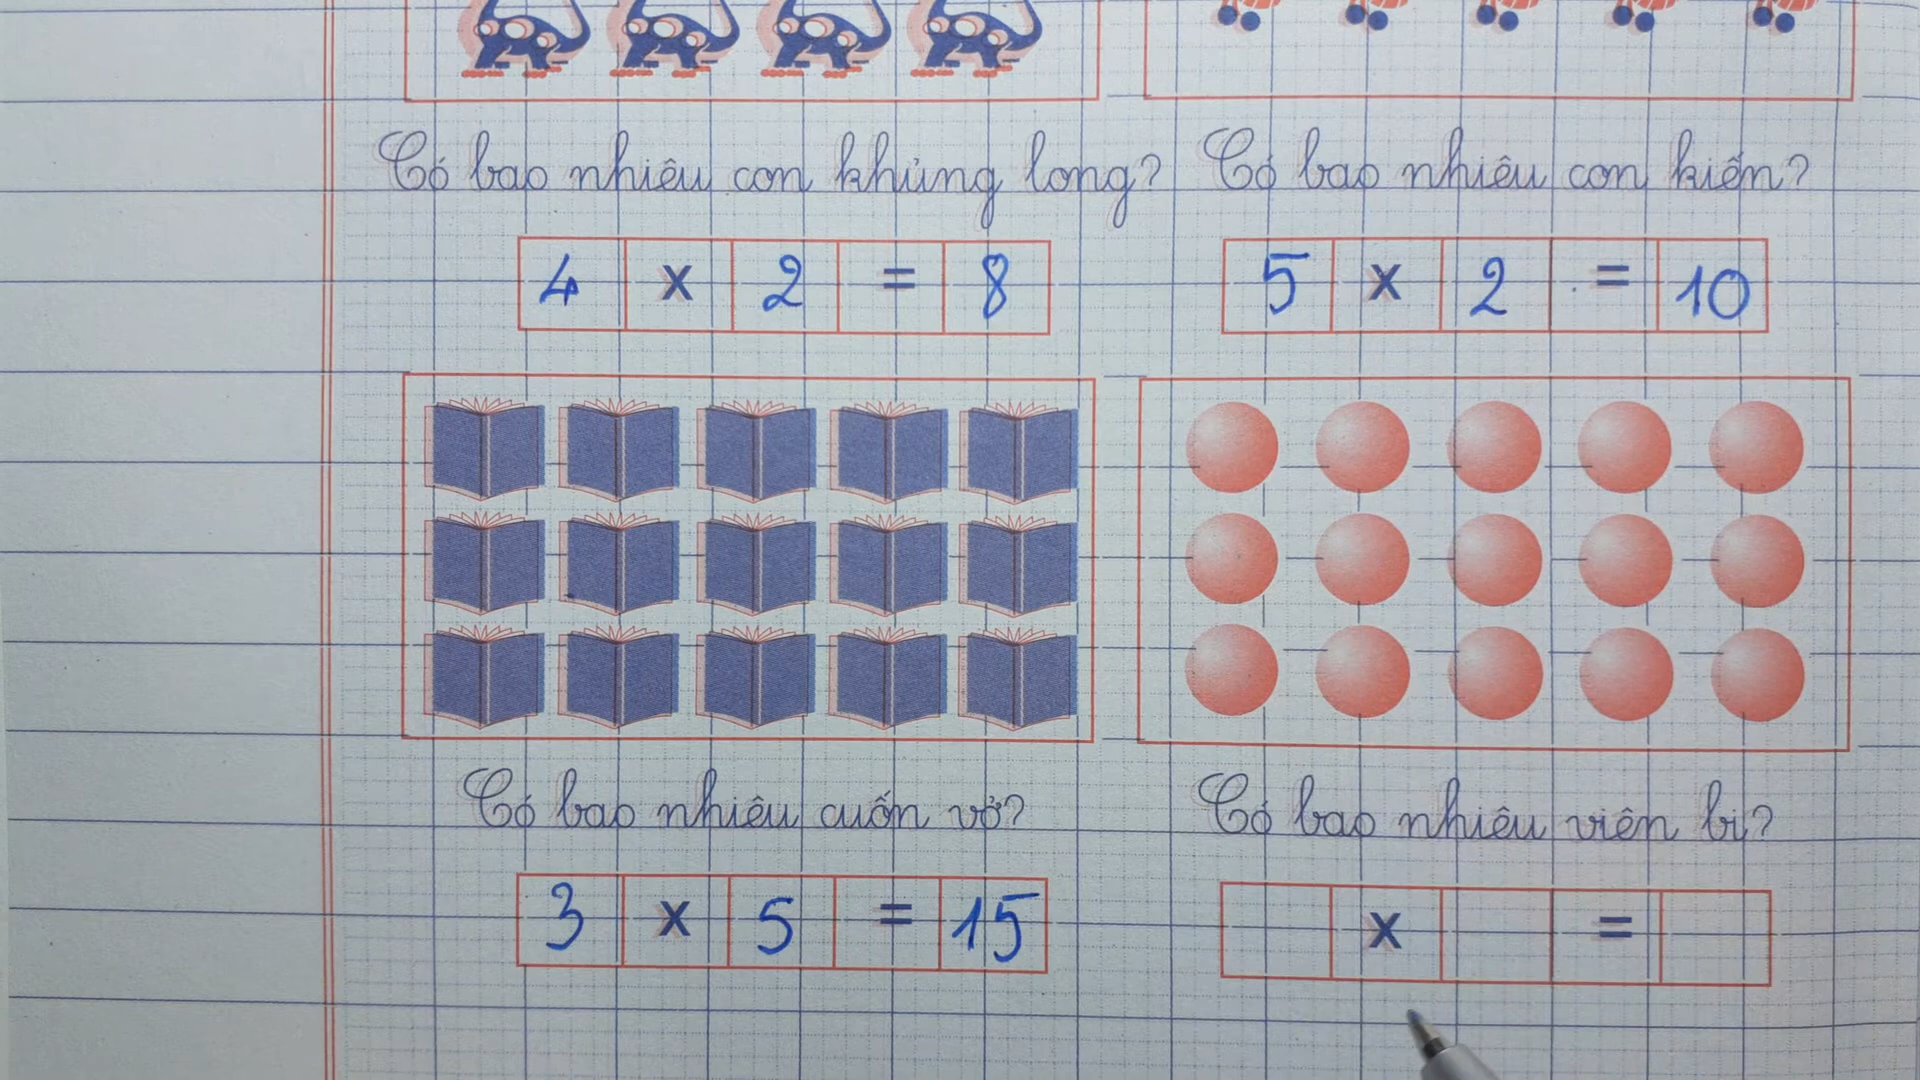 Có bao nhiêu con khủng long?
Có bao nhiêu con kiến?
4 x 2 = 8
5 x 2 = 10
Có bao nhiêu cuốn vở?
Có bao nhiêu viên bi?
3 x 5 = 15
x =